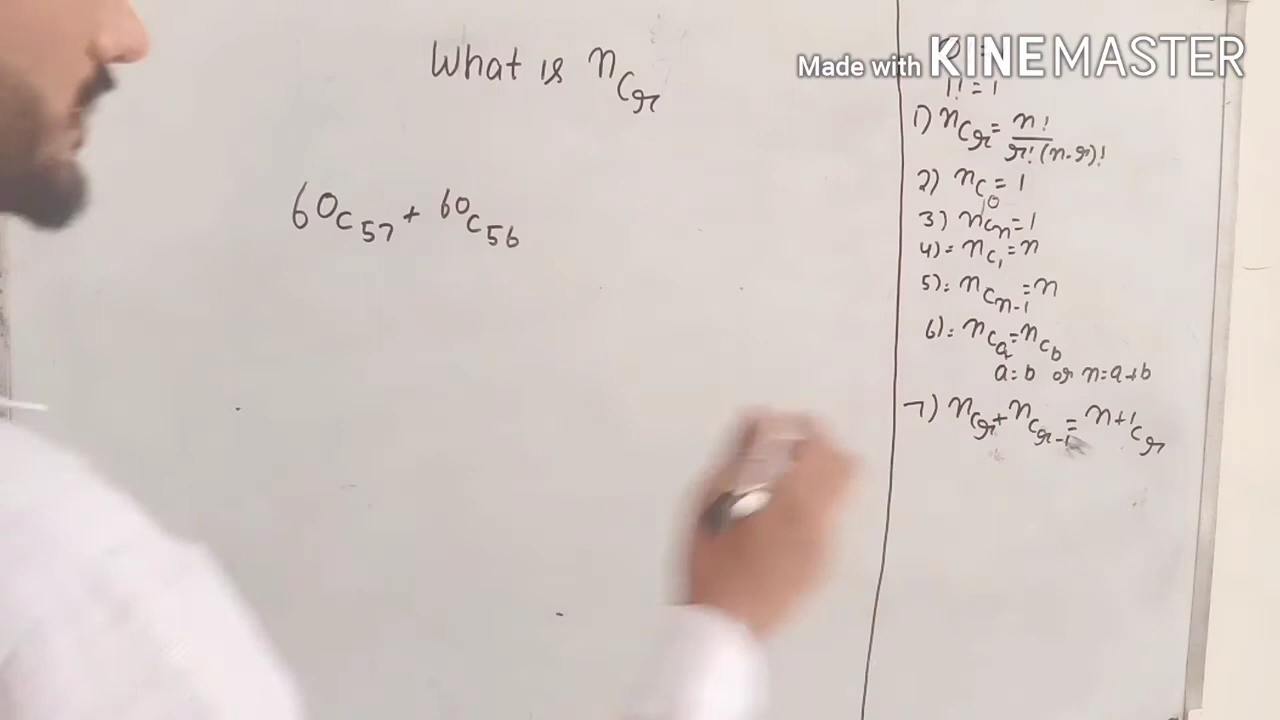 What is nCr
60C57 + 60C56
Made with KINEMASTER
1! = 1
1) nCr = n! / r! (n-r)!
2) nC0 = 1
3) nCn = 1
4) = nC1 = n
5): nCn-1 = n
6): nCa = nCb
a = b or n = a+b
7) nCr + nCr-1 = n+1Cr